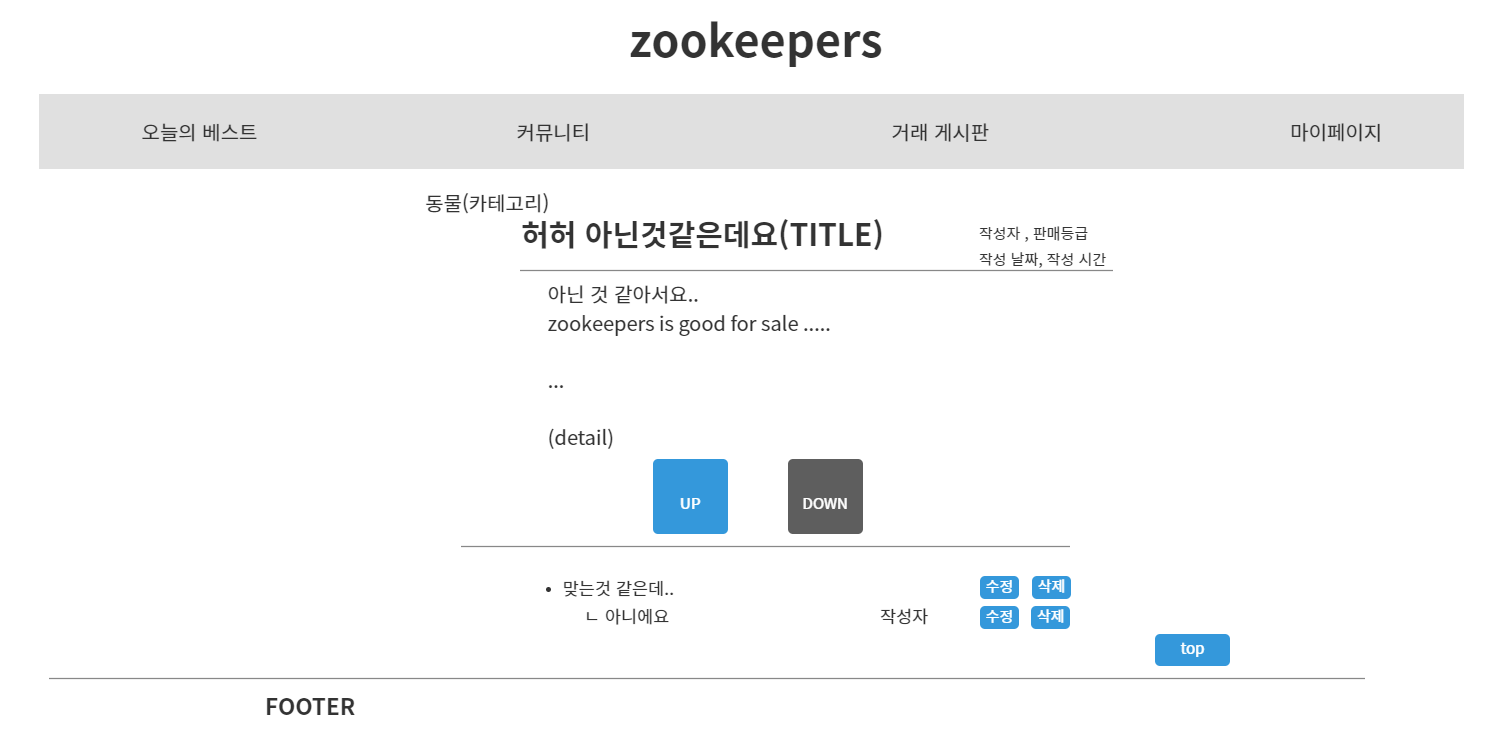 zookeepers
오늘의 베스트 커뮤니티 거래 게시판 마이페이지
동물(카테고리)
허허 아닌것같은데요(TITLE)
작성자 , 판매등급
작성 날짜, 작성 시간
아닌 것 같아서요..
zookeepers is good for sale .....
...
(detail)
UP DOWN
• 맞는것 같은데.. 수정 삭제
ㄴ 아니에요 작성자 수정 삭제
top
FOOTER